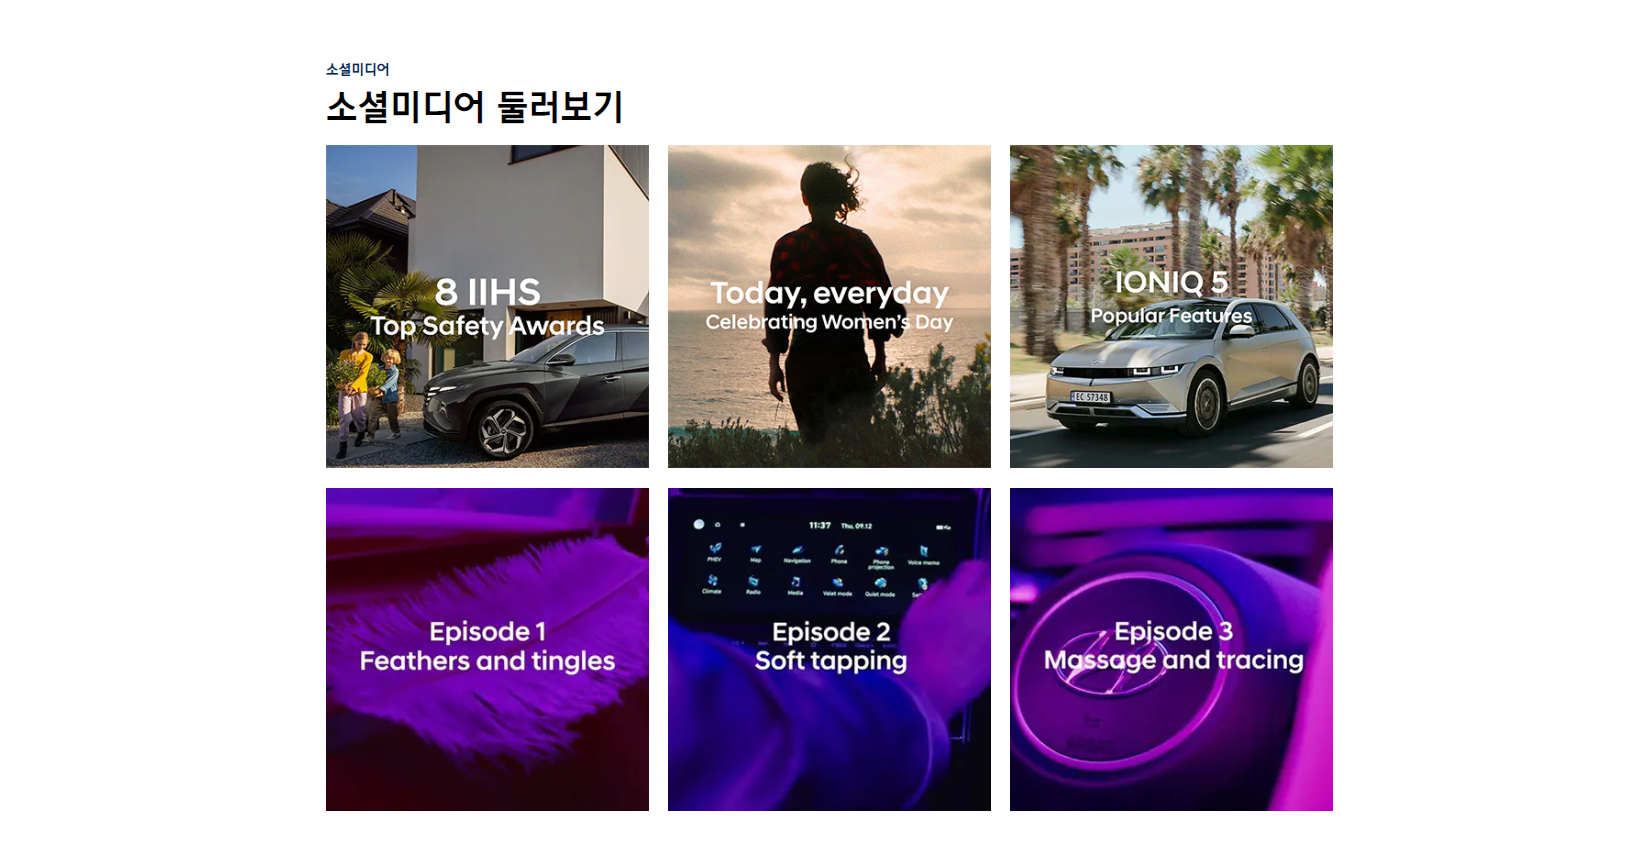 소셜미디어
소셜미디어 둘러보기
8 IIHS
Top Safety Awards
Today, everyday
Celebrating Women's Day
IONIQ 5
Popular Features
EC 57348
Episode 1
Feathers and tingles
11:37 Thu, 09.12
PHEV Map Navigation Phone Phone projection Voice memo
Climate Radio Media Valet mode Quiet mode
Episode 2
Soft tapping
Episode 3
Massage and tracing